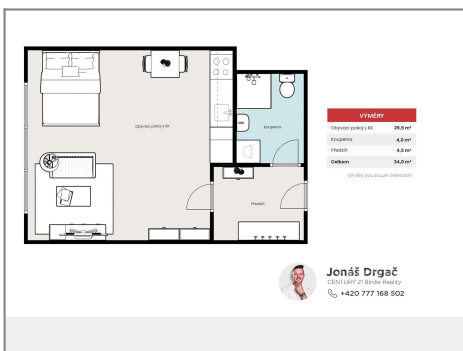 Obývací pokoj s KK
koupelna
Předsíň
VÝMĚRY
Obývací pokoj s KK 25,5 m²
Koupelna 4,0 m²
Předsíň 4,5 m²
Celkem 34,0 m²
Výměry jsou pouze orientační
Jonáš Drgač
CENTURY 21 Birdie Reality
+420 777 168 502